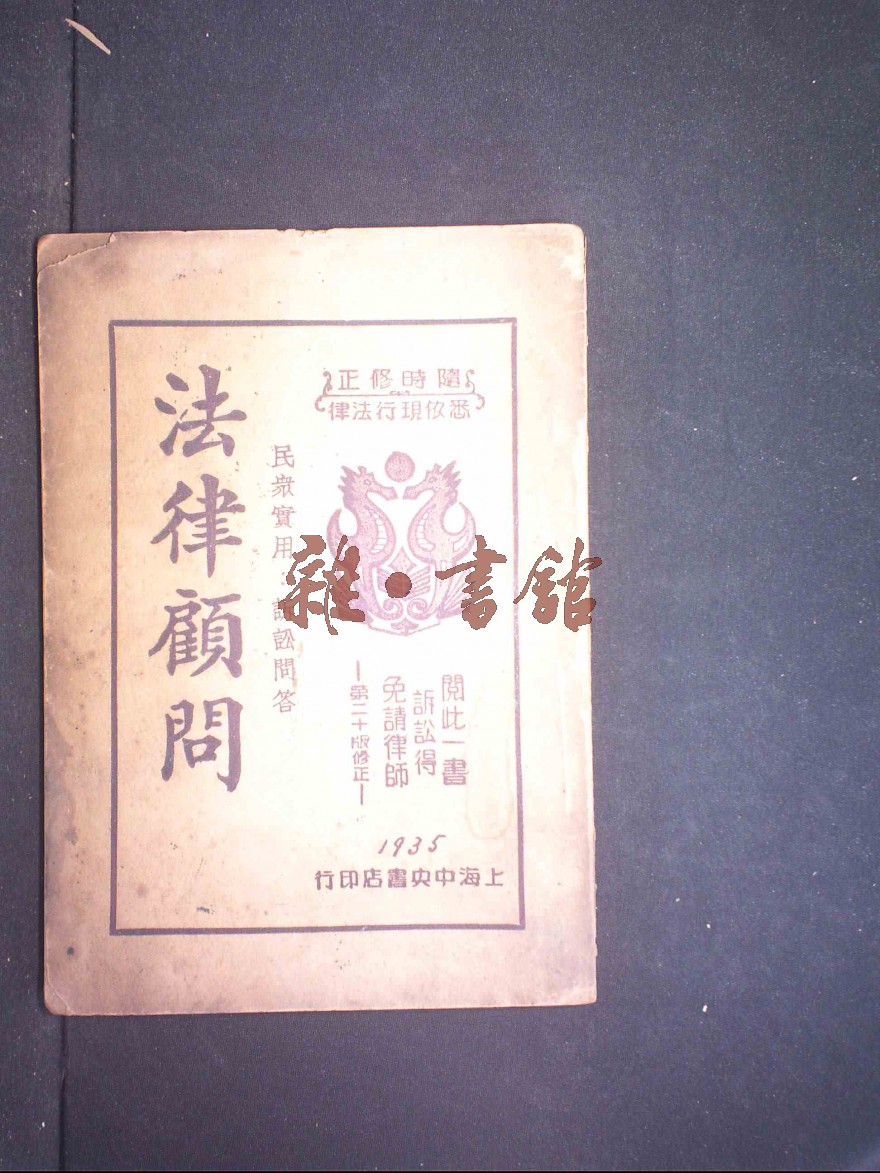 隨時修正
悉依現行法律
閱此一書
訴訟得
免請律師
第二十版修正
民衆實用·訴訟問答
法律顧問
1935
上海中央書店印行
雜·書館